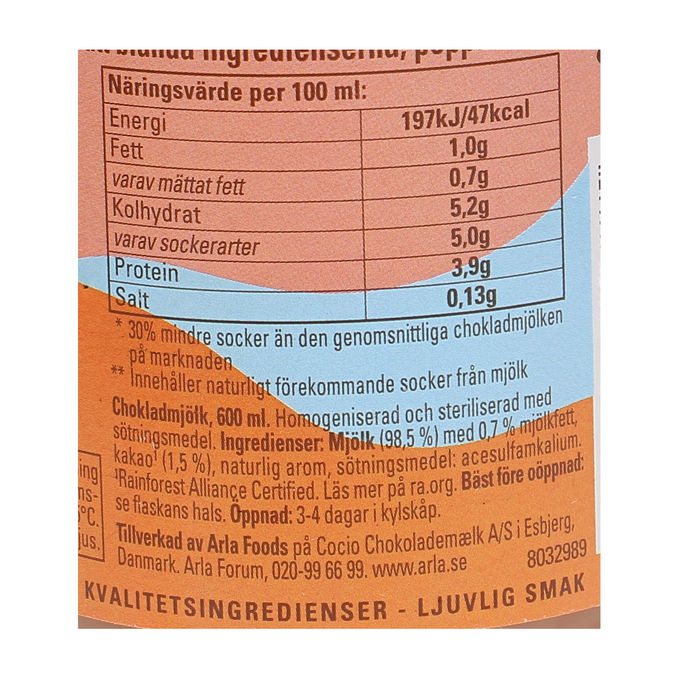 blanda ingredienserna,
Näringsvärde per 100 ml:
Energi 197kJ/47kcal
Fett 1,0g
varav mättat fett 0,7g
Kolhydrat 5,2g
varav sockerarter 5,0g
Protein 3,9g
Salt 0,13g
* 30% mindre socker än den genomsnittliga chokladmjölken
på marknaden
** Innehåller naturligt förekommande socker från mjölk
Chokladmjölk, 600 ml. Homogeniserad och steriliserad med
sötningsmedel. Ingredienser: Mjölk (98,5 %) med 0,7 % mjölkfett,
kakao¹ (1,5 %), naturlig arom, sötningsmedel: acesulfamkalium.
¹Rainforest Alliance Certified. Läs mer på ra.org. Bäst före oöppnad:
se flaskans hals. Öppnad: 3-4 dagar i kylskåp.
Tillverkad av Arla Foods på Cocio Chokolademælk A/S i Esbjerg,
Danmark. Arla Forum, 020-99 66 99. www.arla.se 8032989
KVALITETSINGREDIENSER - LJUVLIG SMAK